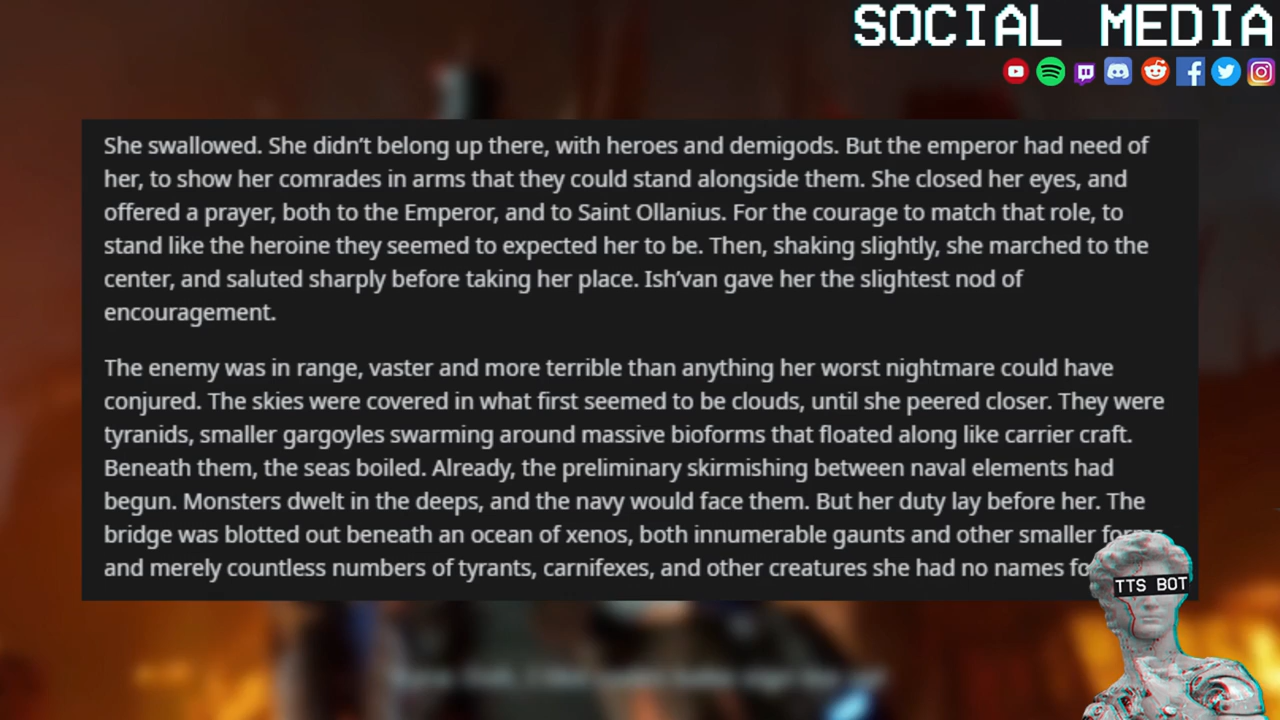 SOCIAL MEDIA
She swallowed. She didn’t belong up there, with heroes and demigods. But the emperor had need of
her, to show her comrades in arms that they could stand alongside them. She closed her eyes, and
offered a prayer, both to the Emperor, and to Saint Ollanius. For the courage to match that role, to
stand like the heroine they seemed to expected her to be. Then, shaking slightly, she marched to the
center, and saluted sharply before taking her place. Ish’van gave her the slightest nod of
encouragement.
The enemy was in range, vaster and more terrible than anything her worst nightmare could have
conjured. The skies were covered in what first seemed to be clouds, until she peered closer. They were
tyranids, smaller gargoyles swarming around massive bioforms that floated along like carrier craft.
Beneath them, the seas boiled. Already, the preliminary skirmishing between naval elements had
begun. Monsters dwelt in the deeps, and the navy would face them. But her duty lay before her. The
bridge was blotted out beneath an ocean of xenos, both innumerable gaunts and other smaller forms
and merely countless numbers of tyrants, carnifexes, and other creatures she had no names
TTS BOT